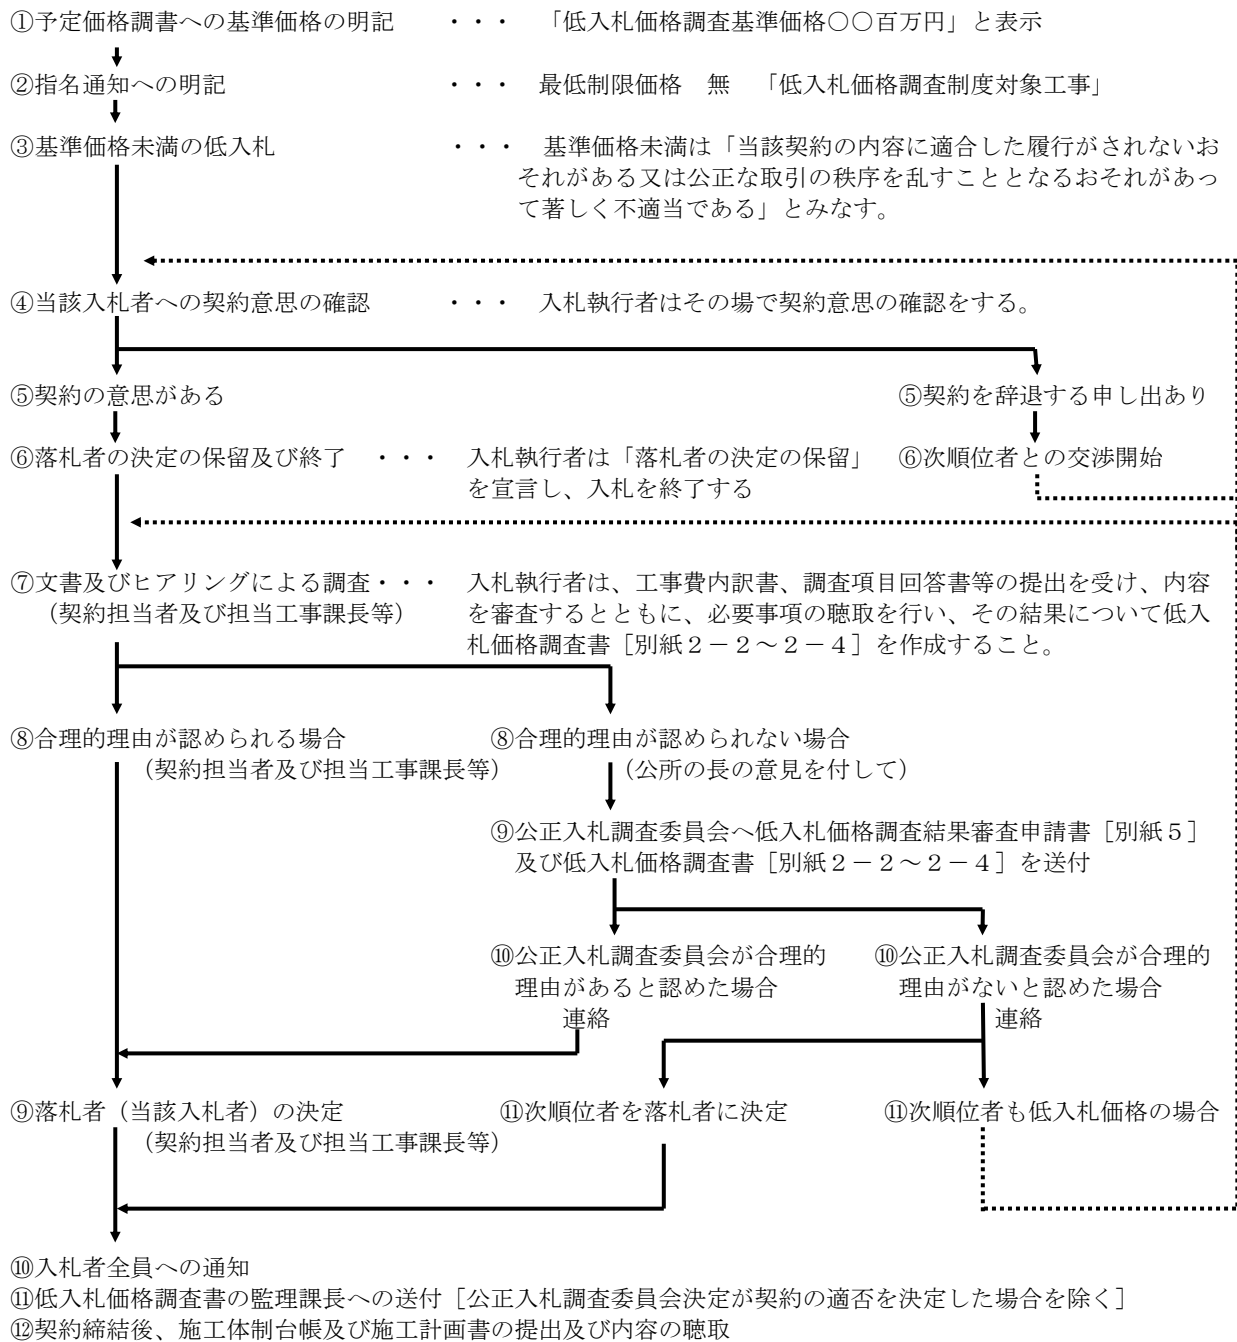 ①予定価格調書への基準価格の明記　　・・・　「低入札価格調査基準価格○○百万円」と表示
②指名通知への明記　　・・・　最低制限価格　無　「低入札価格調査制度対象工事」
③基準価格未満の低入札　　・・・　基準価格未満は「当該契約の内容に適合した履行がされないお
それがある又は公正な取引の秩序を乱すこととなるおそれがあっ
て著しく不適当である」とみなす。
④当該入札者への契約意思の確認　　・・・　入札執行者はその場で契約意思の確認をする。
⑤契約の意思がある　　⑤契約を辞退する申し出あり
⑥落札者の決定の保留及び終了　・・・　入札執行者は「落札者の決定の保留」　⑥次順位者との交渉開始
を宣言し、入札を終了する
⑦文書及びヒアリングによる調査・・・　入札執行者は、工事費内訳書、調査項目回答書等の提出を受け、内容
（契約担当者及び担当工事課長等）　を審査するとともに、必要事項の聴取を行い、その結果について低入
札価格調査書［別紙２－２～２－４］を作成すること。
⑧合理的理由が認められる場合　　⑧合理的理由が認められない場合
（契約担当者及び担当工事課長等）　　（公所の長の意見を付して）
⑨公正入札調査委員会へ低入札価格調査結果審査申請書［別紙５］
及び低入札価格調査書［別紙２－２～２－４］を送付
⑩公正入札調査委員会が合理的　　⑩公正入札調査委員会が合理的
理由があると認めた場合　　理由がないと認めた場合
連絡　　連絡
⑨落札者（当該入札者）の決定　　⑪次順位者を落札者に決定　　⑪次順位者も低入札価格の場合
（契約担当者及び担当工事課長等）
⑩入札者全員への通知
⑪低入札価格調査書の監理課長への送付［公正入札調査委員会決定が契約の適否を決定した場合を除く］
⑫契約締結後、施工体制台帳及び施工計画書の提出及び内容の聴取